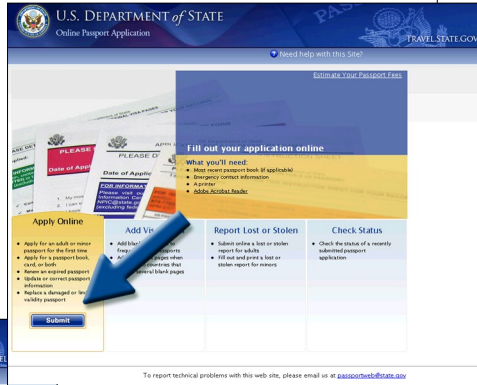 U.S. DEPARTMENT of STATE
Online Passport Application
TRAVEL.STATE.GOV
Need help with this Site?
Estimate Your Passport Fees
PLEASE
PLEASE D
Date of Applic
FOR INFORMAT
Fill out your application online
What you'll need:
Most recent passport book (if applicable)
Emergency contact information
A printer
Adobe Acrobat Reader
Apply Online
Apply for an adult or minor
passport for the first time
Apply for a passport book,
card, or both
Renew an expired passport
Update or correct passport
information
Replace a damaged or
validity passport
Submit
Add
Add
several blank pages
Report Lost or Stolen
Submit online a lost or stolen
report for adults
Fill out and print a lost or
stolen report for minors
Check Status
Check the status of a recently
submitted passport
application
To report technical problems with this web site, please email us at passportweb@state.gov